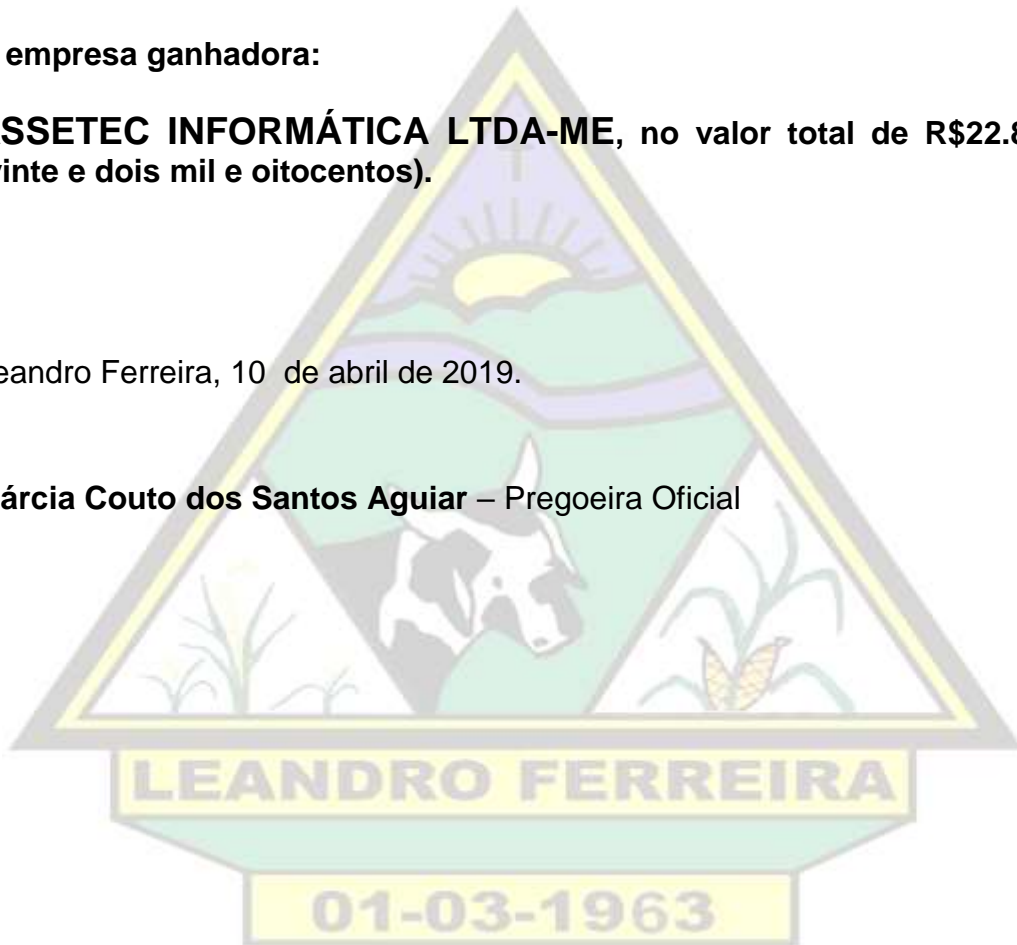 empresa ganhadora:
SSETEC INFORMÁTICA LTDA-ME, no valor total de R$22.8
vinte e dois mil e oitocentos).
eandro Ferreira, 10 de abril de 2019.
árcia Couto dos Santos Aguiar – Pregoeira Oficial
LEANDRO FERREIRA
01-03-1963